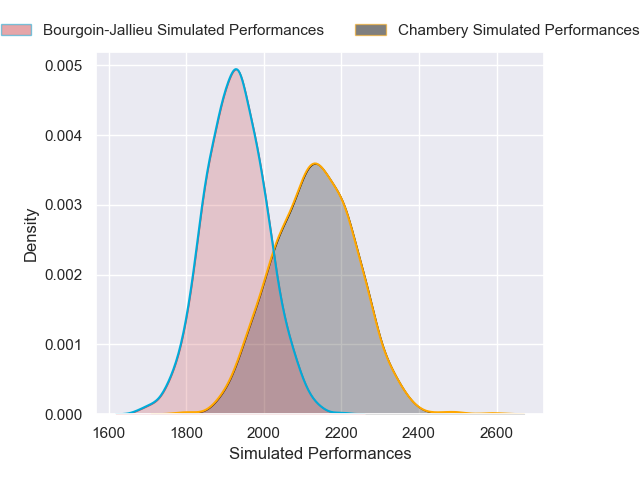 Bourgoin-Jallieu Simulated Performances Chambery Simulated Performances
0.005
0.004
0.003
0.002
0.001
0.000
Density
1600 1800 2000 2200 2400 2600
Simulated Performances